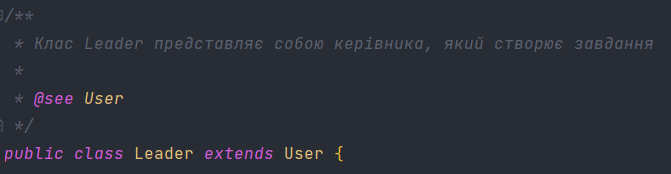 /**
 * Клас Leader представляє собою керівника, який створює завдання
 *
 * @see User
 */
public class Leader extends User {